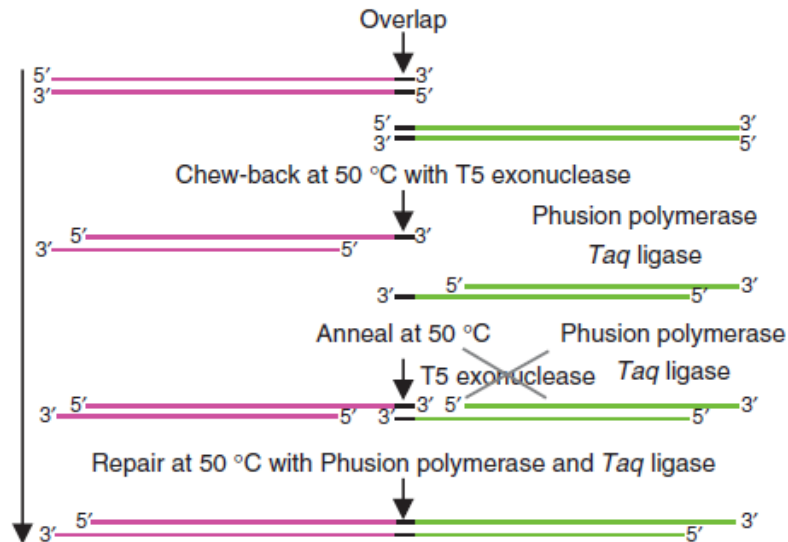 Overlap
5′ 3′
3′ 5′
5′ 3′
3′ 5′
Chew-back at 50 °C with T5 exonuclease
5′ 3′ Phusion polymerase
3′ 5′ Taq ligase
5′ 3′
3′ 5′
Anneal at 50 °C Phusion polymerase
T5 exonuclease Taq ligase
5′ 3′ 5′ 3′
3′ 5′ 3′ 5′
Repair at 50 °C with Phusion polymerase and Taq ligase
5′ 3′
3′ 5′